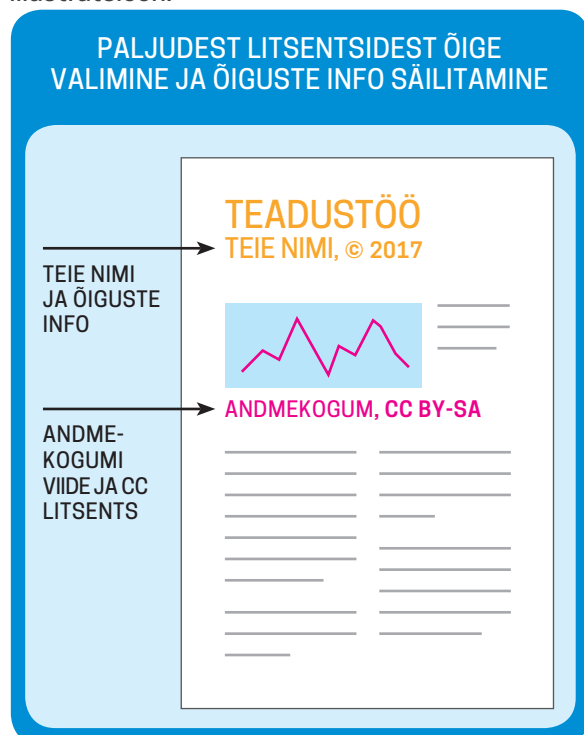 PALJUDEST LITSENTSIDEST ÕIGE
VALIMINE JA ÕIGUSTE INFO SÄILITAMINE
TEADUSTÖÖ
TEIE NIMI, © 2017
TEIE NIMI
JA ÕIGUSTE
INFO
ANDMEKOGUM, CC BY-SA
ANDME-
KOGUMI
VIIDE JA CC
LITSENTS